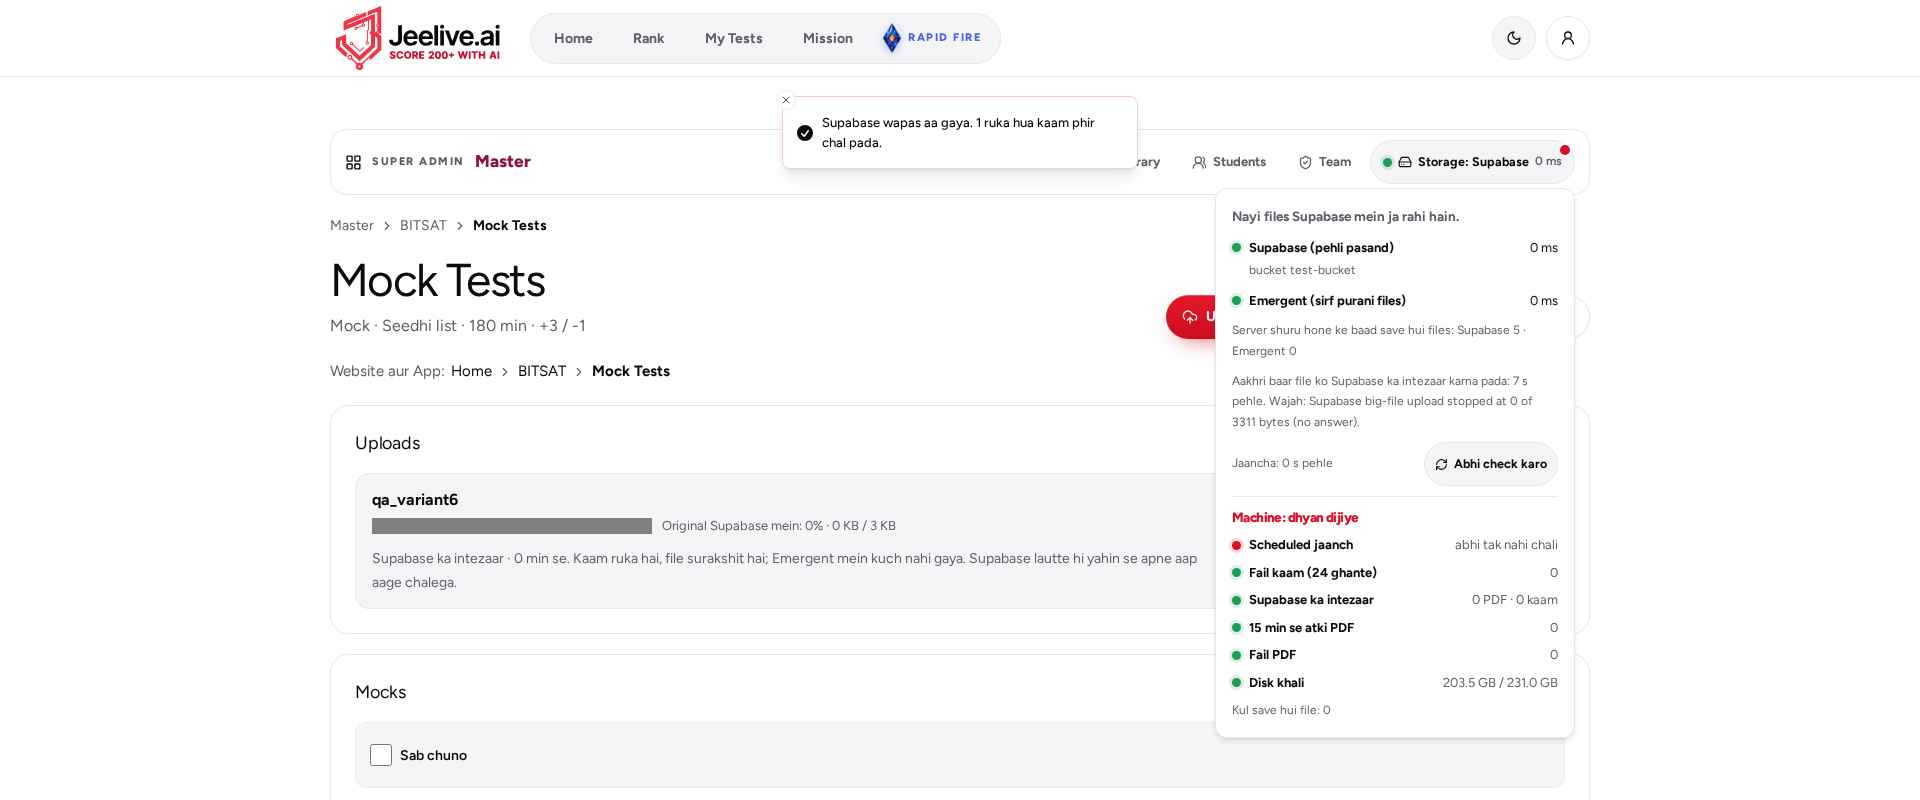 Jeelive.ai
SCORE 200+ WITH AI
Home
Rank
My Tests
Mission
RAPID FIRE
Supabase wapas aa gaya. 1 ruka hua kaam phir
chal pada.
SUPER ADMIN
Master
Students
Team
Storage: Supabase
0 ms
Master
BITSAT
Mock Tests
Mock Tests
Mock · Seedhi list · 180 min · +3 / -1
Website aur App:
Home
BITSAT
Mock Tests
Uploads
qa_variant6
Original Supabase mein: 0% · 0 KB / 3 KB
Supabase ka intezaar · 0 min se. Kaam ruka hai, file surakshit hai; Emergent mein kuch nahi gaya. Supabase lautte hi yahin se apne aap
aage chalega.
Mocks
Sab chuno
Nayi files Supabase mein ja rahi hain.
Supabase (pehli pasand)
0 ms
bucket test-bucket
Emergent (sirf purani files)
0 ms
Server shuru hone ke baad save hui files: Supabase 5 ·
Emergent 0
Aakhri baar file ko Supabase ka intezaar karna pada: 7 s
pehle. Wajah: Supabase big-file upload stopped at 0 of
3311 bytes (no answer).
Jaancha: 0 s pehle
Abhi check karo
Machine: dhyan dijiye
Scheduled jaanch
abhi tak nahi chali
Fail kaam (24 ghante)
0
Supabase ka intezaar
0 PDF · 0 kaam
15 min se atki PDF
0
Fail PDF
0
Disk khali
203.5 GB / 231.0 GB
Kul save hui file: 0